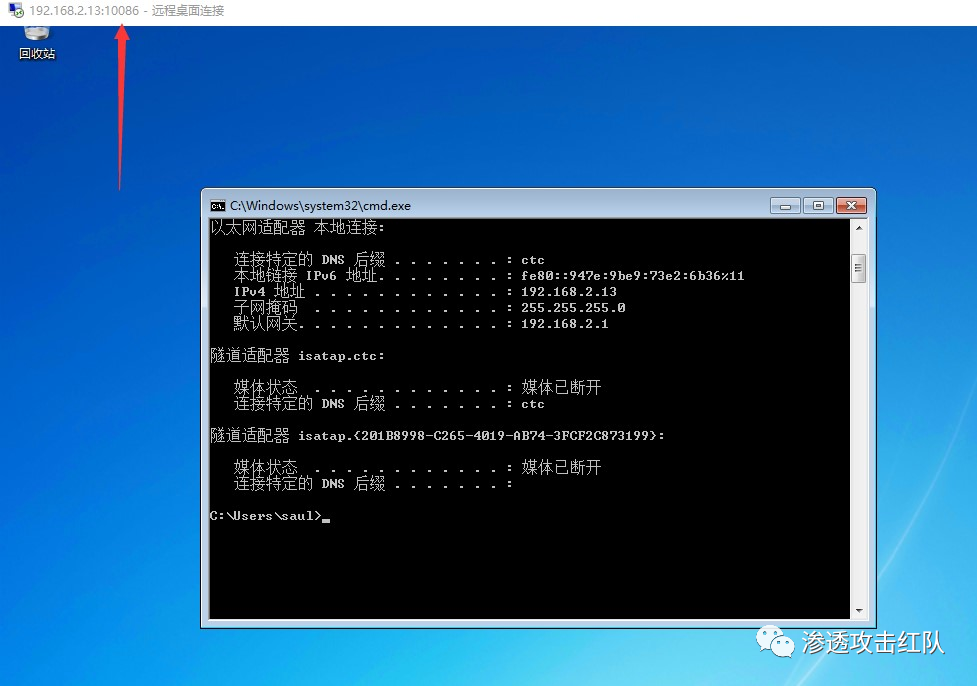 192.168.2.13:10086 - 远程桌面连接
回收站
C:\Windows\system32\cmd.exe
以太网适配器 本地连接:
连接特定的 DNS 后缀 . . . . . . . : ctc
本地链接 IPv6 地址. . . . . . . . : fe80::947e:9be9:73e2:6b36%11
IPv4 地址 . . . . . . . . . . . . : 192.168.2.13
子网掩码  . . . . . . . . . . . . : 255.255.255.0
默认网关. . . . . . . . . . . . . : 192.168.2.1
隧道适配器 isatap.ctc:
媒体状态  . . . . . . . . . . . . : 媒体已断开
连接特定的 DNS 后缀 . . . . . . . : ctc
隧道适配器 isatap.{201B8998-C265-4019-AB74-3FCF2C873199}:
媒体状态  . . . . . . . . . . . . : 媒体已断开
连接特定的 DNS 后缀 . . . . . . . :
C:\Users\saul>_
渗透攻击红队